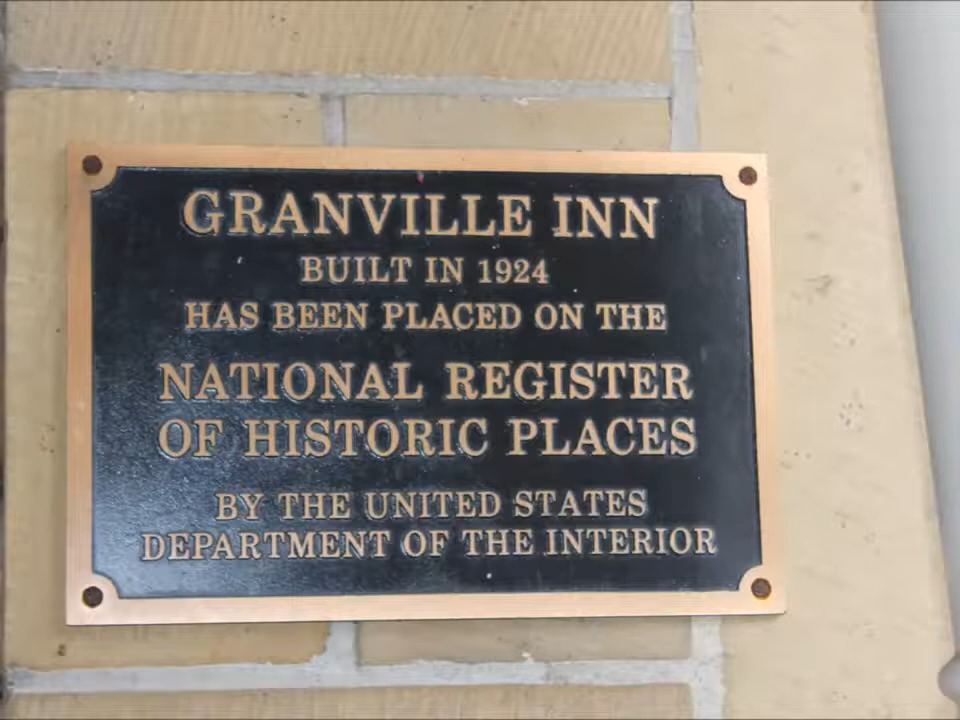 GRANVILLE INN
BUILT IN 1924
HAS BEEN PLACED ON THE
NATIONAL REGISTER
OF HISTORIC PLACES
BY THE UNITED STATES
DEPARTMENT OF THE INTERIOR